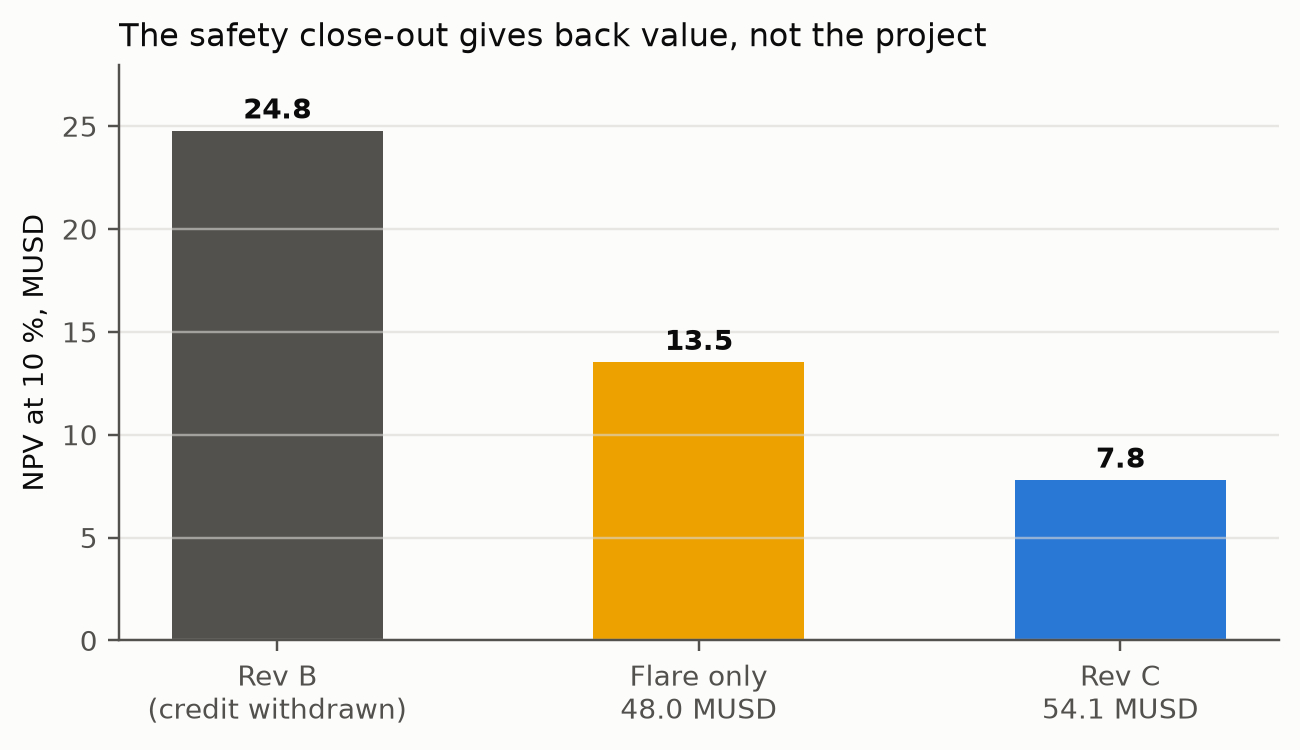 The safety close-out gives back value, not the project
NPV at 10 %, MUSD
25
20
15
10
5
0
24.8
13.5
7.8
Rev B
(credit withdrawn)
Flare only
48.0 MUSD
Rev C
54.1 MUSD